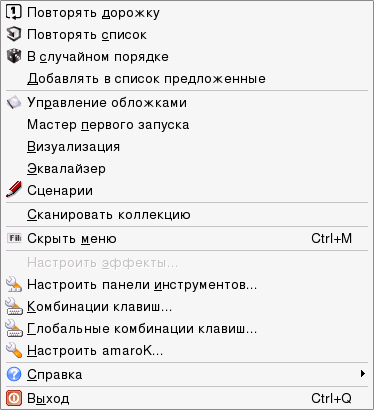 Повторять дорожку
Повторять список
В случайном порядке
Добавлять в список предложенные
Управление обложками
Мастер первого запуска
Визуализация
Эквалайзер
Сценарии
Сканировать коллекцию
Скрыть меню Ctrl+M
Настроить эффекты...
Настроить панели инструментов...
Комбинации клавиш...
Глобальные комбинации клавиш...
Настроить amaroK...
Справка
Выход Ctrl+Q